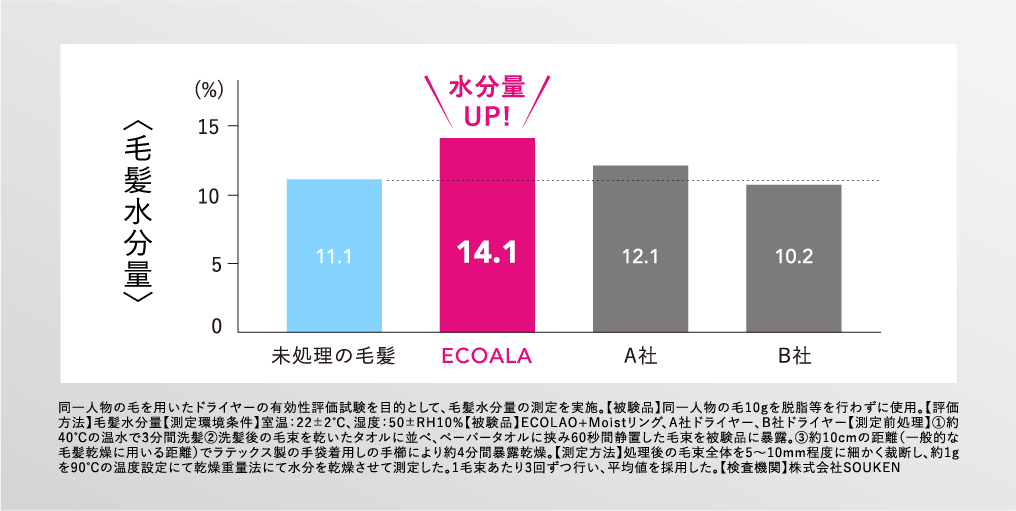 (%)
水分量
UP!
〈毛髪水分量〉
15
10
5
0
11.1
14.1
12.1
10.2
未処理の毛髪
ECOALA
A社
B社
同一人物の毛を用いたドライヤーの有効性評価試験を目的として、毛髪水分量の測定を実施。【被験品】同一人物の毛10gを脱脂等を行わずに使用。【評価
方法】毛髪水分量【測定環境条件】室温：22±2℃、湿度：50±RH10%【被験品】ECOLAO+Moistリング、A社ドライヤー、B社ドライヤー【測定前処理】①約
40℃の温水で3分間洗髪②洗髪後の毛束を乾いたタオルに並べ、ペーパータオルに挟み60秒間静置した毛束を被験品に暴露。③約10cmの距離（一般的な
毛髪乾燥に用いる距離）でラテックス製の手袋着用しの手櫛により約4分間暴露乾燥。【測定方法】処理後の毛束全体を5〜10mm程度に細かく裁断し、約1g
を90℃の温度設定にて乾燥重量法にて水分を乾燥させて測定した。1毛束あたり3回ずつ行い、平均値を採用した。【検査機関】株式会社SOUKEN